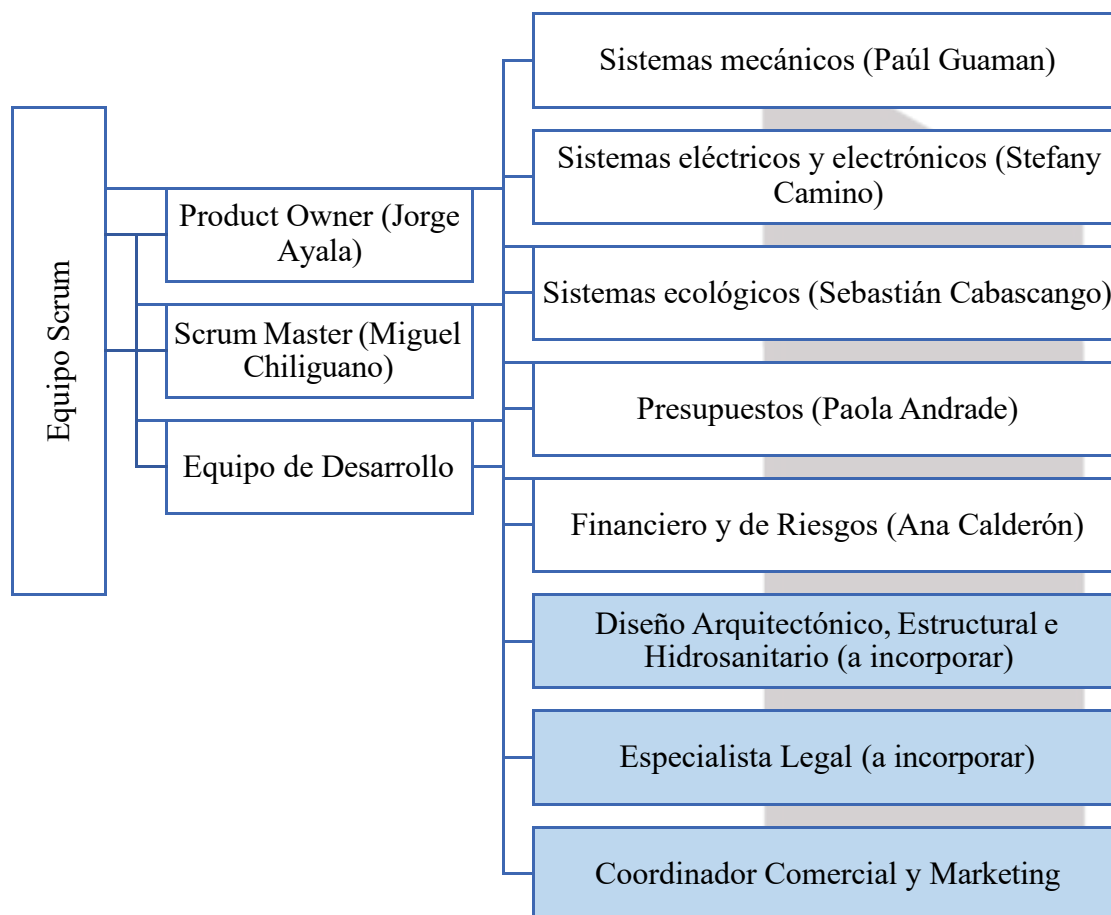 Equipo Scrum
Product Owner (Jorge
Ayala)
Scrum Master (Miguel
Chiliguano)
Equipo de Desarrollo
Sistemas mecánicos (Paúl Guaman)
Sistemas eléctricos y electrónicos (Stefany
Camino)
Sistemas ecológicos (Sebastián Cabascango)
Presupuestos (Paola Andrade)
Financiero y de Riesgos (Ana Calderón)
Diseño Arquitectónico, Estructural e
Hidrosanitario (a incorporar)
Especialista Legal (a incorporar)
Coordinador Comercial y Marketing